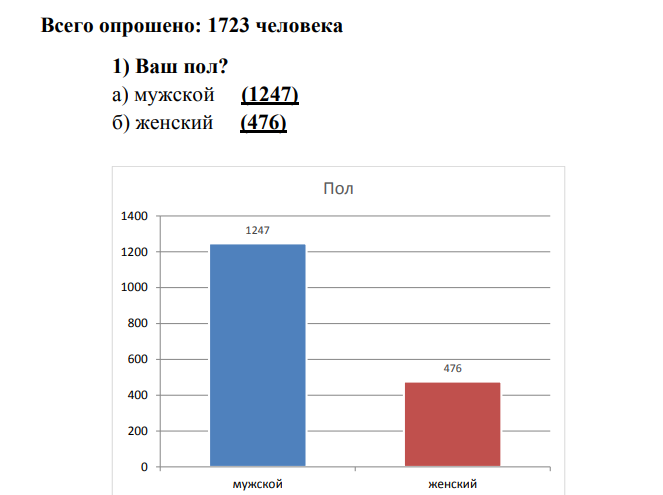 Всего опрошено: 1723 человека
1) Ваш пол?
а) мужской (1247)
б) женский (476)
Пол
1400
1200
1000
800
600
400
200
0
1247
476
мужской женский